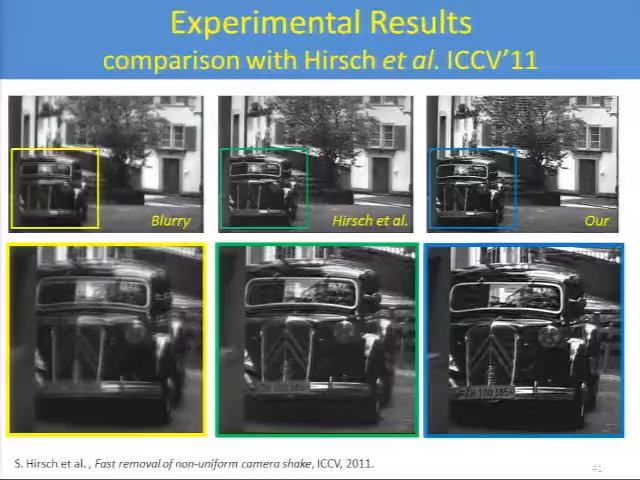 Experimental Results
comparison with Hirsch et al. ICCV'11
Blurry
Hirsch et al.
Our
S. Hirsch et al. , Fast removal of non-uniform camera shake, ICCV, 2011.
41